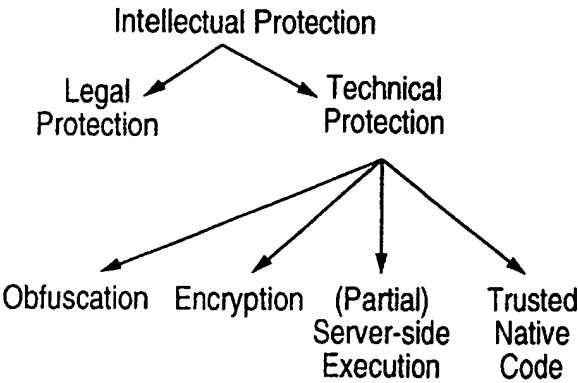 Intellectual Protection
Legal
Protection
Technical
Protection
Obfuscation
Encryption
(Partial)
Server-side
Execution
Trusted
Native
Code